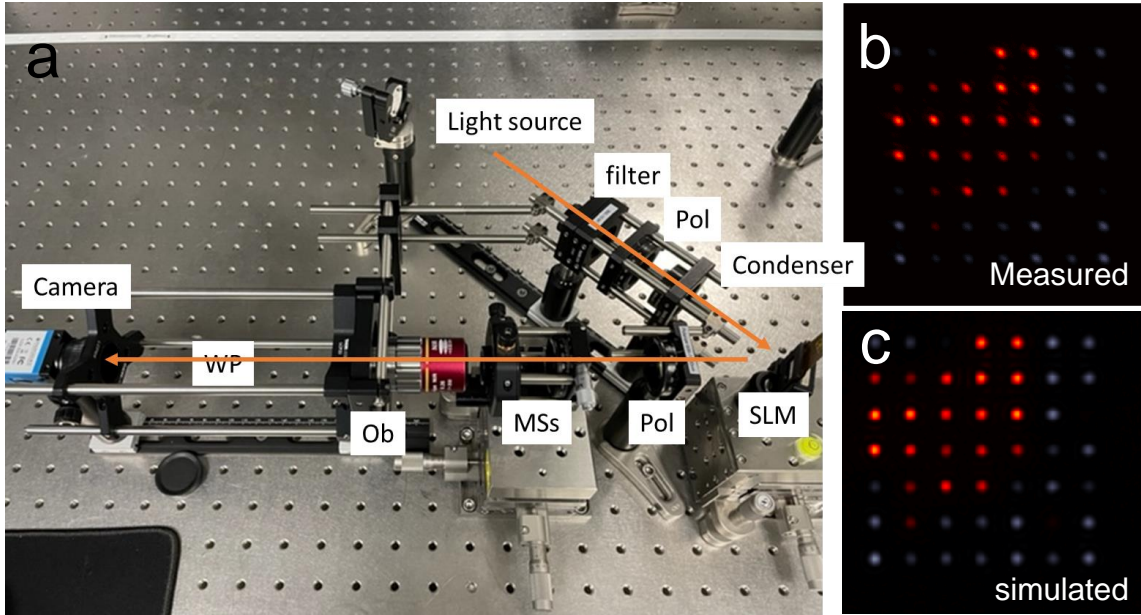 a
Light source
filter
Pol
Condenser
Camera
WP
Ob
MSs
Pol
SLM
b
Measured
c
simulated